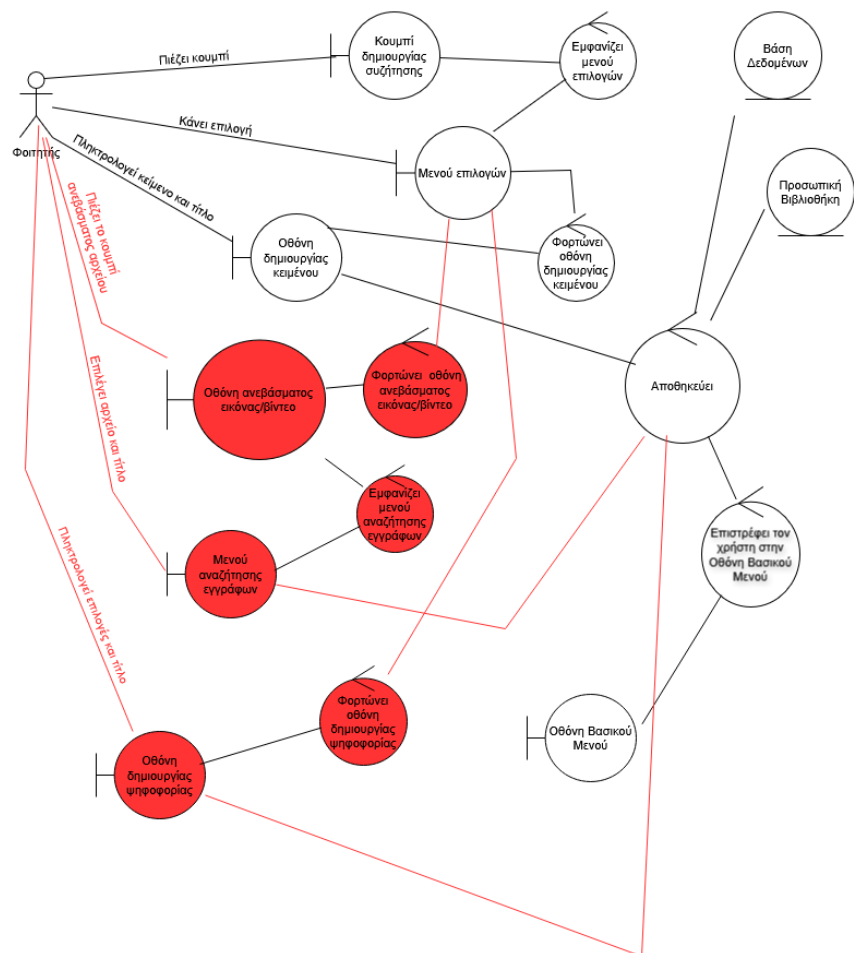 Πιέζει κουμπί
Κουμπί
δημιουργίας
συζήτησης
Εμφανίζει
μενού
επιλογών
Βάση
Δεδομένων
Φοιτητής
Κάνει επιλογή
Μενού επιλογών
Προσωπική
Βιβλιοθήκη
Πληκτρολογεί κείμενο και τίτλο
Οθόνη
δημιουργίας
κειμένου
Φορτώνει
οθόνη
δημιουργίας
κειμένου
Πιέζει το κουμπί
ανεβάσματος αρχείου
Οθόνη ανεβάσματος
εικόνας/βίντεο
Φορτώνει οθόνη
ανεβάσματος
εικόνας/βίντεο
Αποθηκεύει
Επιλέγει αρχείο και τίτλο
Εμφανίζει
μενού
αναζήτησης
εγγράφων
Μενού
αναζήτησης
εγγράφων
Επιστρέφει τον
χρήστη στην
Οθόνη Βασικού
Μενού
Πληκτρολογεί επιλογές και τίτλο
Φορτώνει
οθόνη
δημιουργίας
ψηφοφορίας
Οθόνη Βασικού
Μενού
Οθόνη
δημιουργίας
ψηφοφορίας